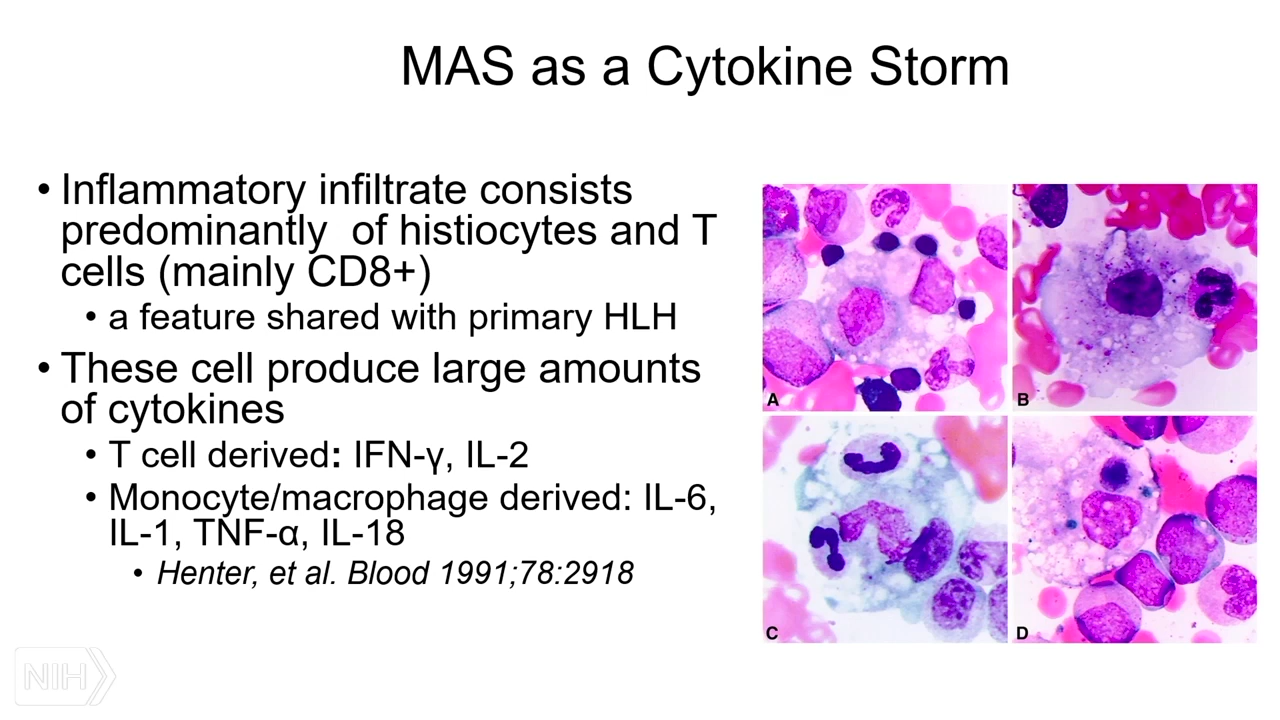 MAS as a Cytokine Storm
• Inflammatory infiltrate consists
predominantly  of histiocytes and T
cells (mainly CD8+)
• a feature shared with primary HLH
• These cell produce large amounts
of cytokines
• T cell derived: IFN-γ, IL-2
• Monocyte/macrophage derived: IL-6,
IL-1, TNF-α, IL-18
• Henter, et al. Blood 1991;78:2918
A
B
C
D
NIH